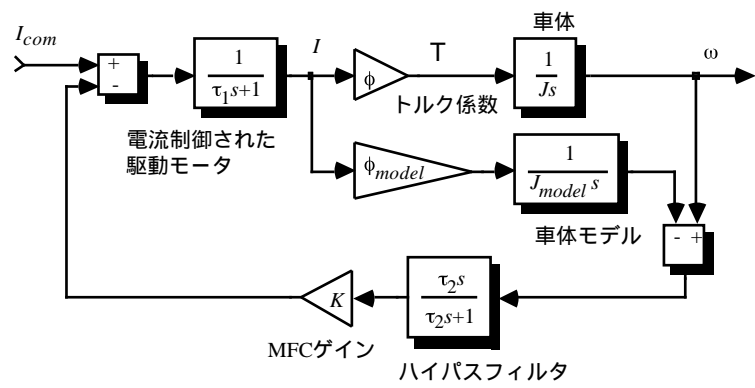 車体
I_com
+
-
1
τ₁s+1
I
ϕ
T
1
Js
ω
トルク係数
電流制御された
駆動モータ
ϕ_model
1
J_model s
車体モデル
- +
τ₂s
τ₂s+1
K
MFCゲイン
ハイパスフィルタ